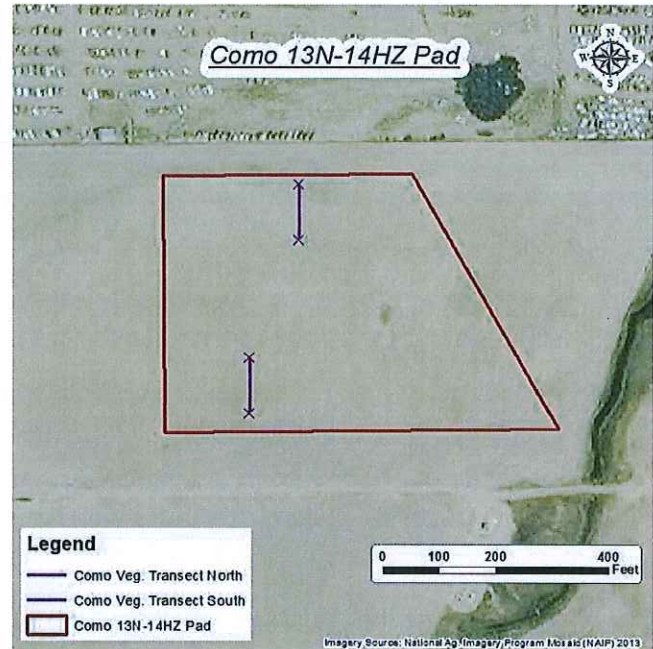 Como 13N-14HZ Pad
N
W E
S
Legend
Como Veg. Transect North
Como Veg. Transect South
Como 13N-14HZ Pad
0 100 200 400
Feet
Imagery Source: National Ag. Imagery Program Mosaic (NAIP) 2013